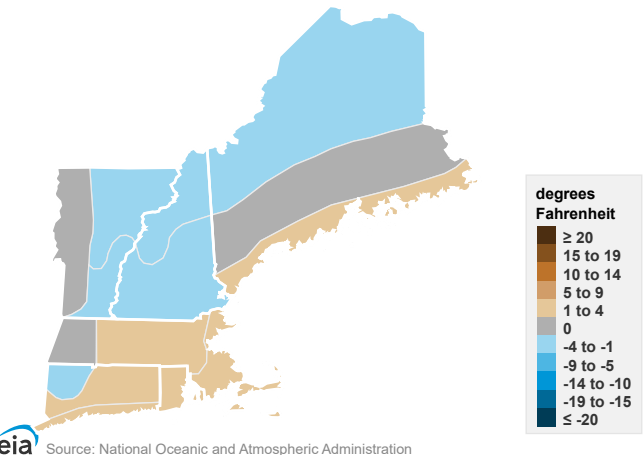 degrees
Fahrenheit
≥ 20
15 to 19
10 to 14
5 to 9
1 to 4
0
-4 to -1
-9 to -5
-14 to -10
-19 to -15
≤ -20
eia
Source: National Oceanic and Atmospheric Administration